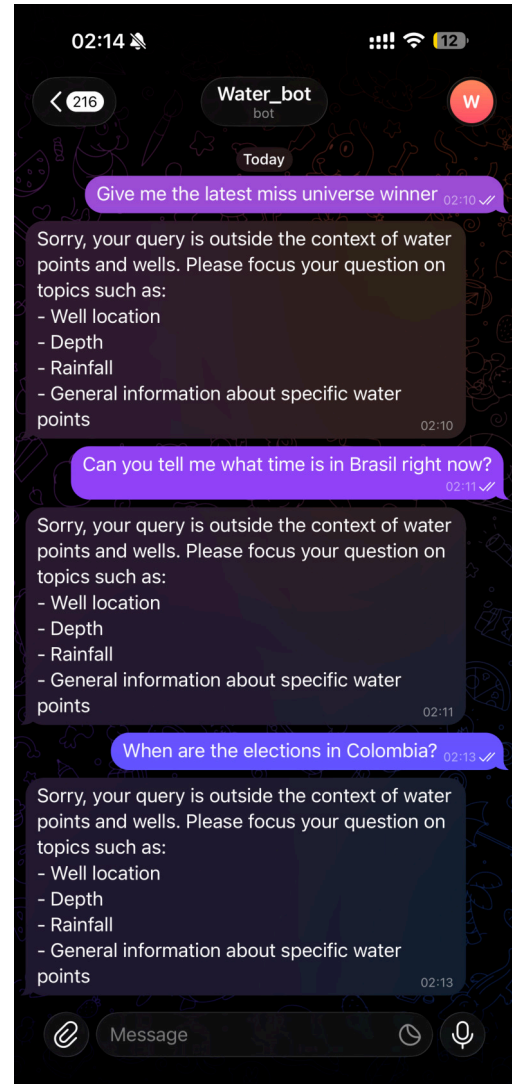 02:14
12
216
Water_bot
bot
W
Today
Give me the latest miss universe winner 02:10
Sorry, your query is outside the context of water
points and wells. Please focus your question on
topics such as:
- Well location
- Depth
- Rainfall
- General information about specific water
points
02:10
Can you tell me what time is in Brasil right now?
02:11
Sorry, your query is outside the context of water
points and wells. Please focus your question on
topics such as:
- Well location
- Depth
- Rainfall
- General information about specific water
points
02:11
When are the elections in Colombia? 02:13
Sorry, your query is outside the context of water
points and wells. Please focus your question on
topics such as:
- Well location
- Depth
- Rainfall
- General information about specific water
points
02:13
Message